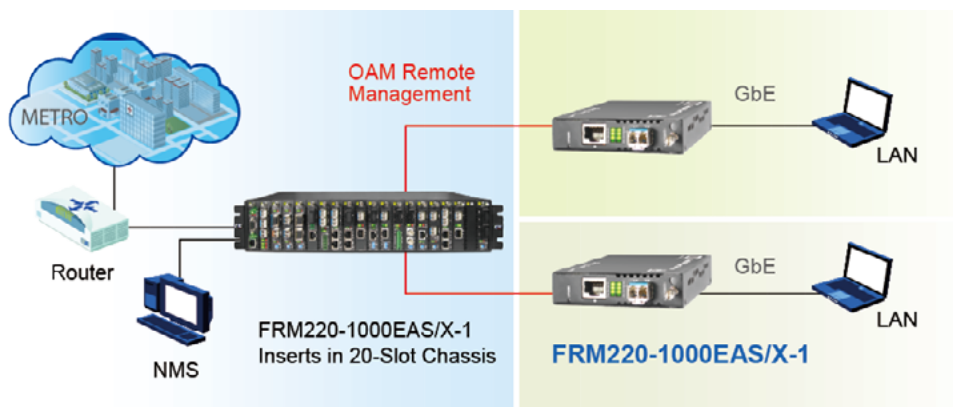 METRO
OAM Remote
Management
GbE
LAN
Router
NMS
FRM220-1000EAS/X-1
Inserts in 20-Slot Chassis
GbE
LAN
FRM220-1000EAS/X-1